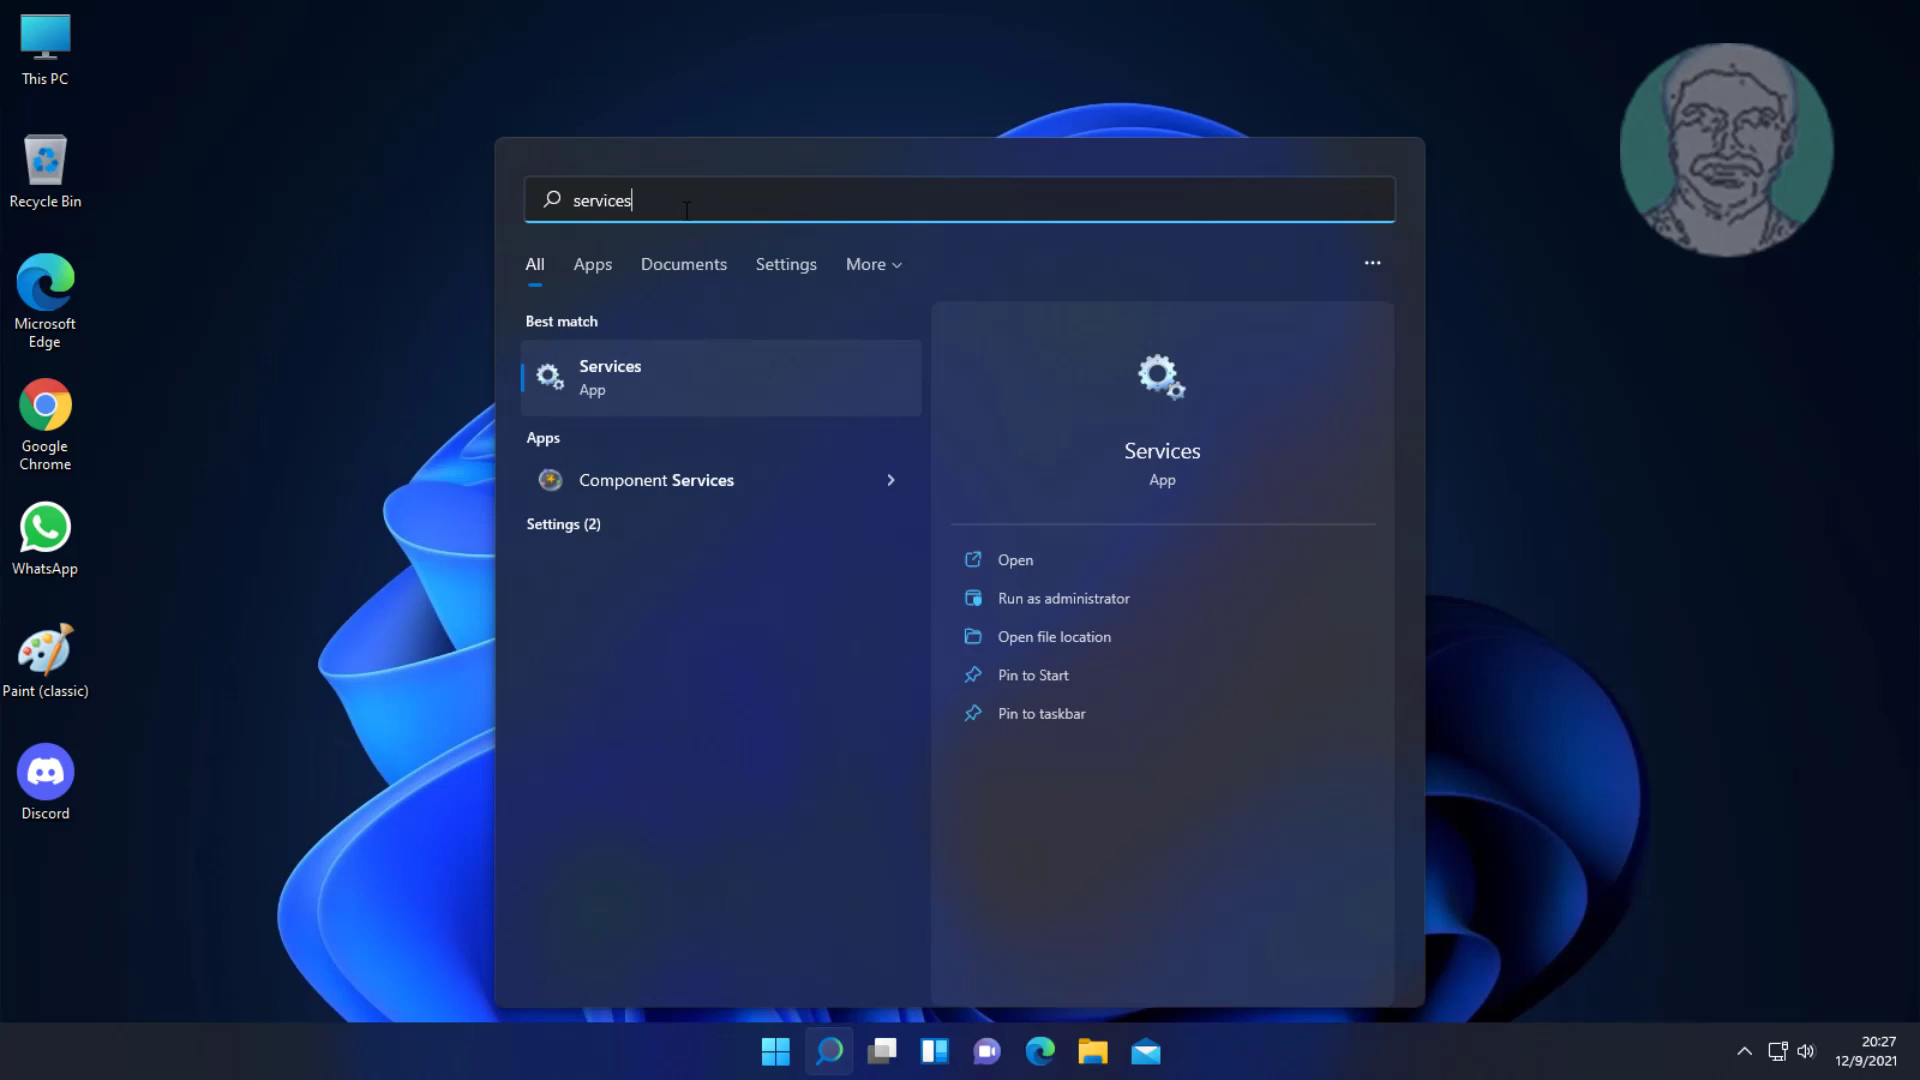 This PC
Recycle Bin
Microsoft
Edge
Google
Chrome
WhatsApp
Paint (classic)
Discord
services
All
Apps
Documents
Settings
More
Best match
Services
App
Apps
Component Services
Settings (2)
Services
App
Open
Run as administrator
Open file location
Pin to Start
Pin to taskbar
20:27
12/9/2021